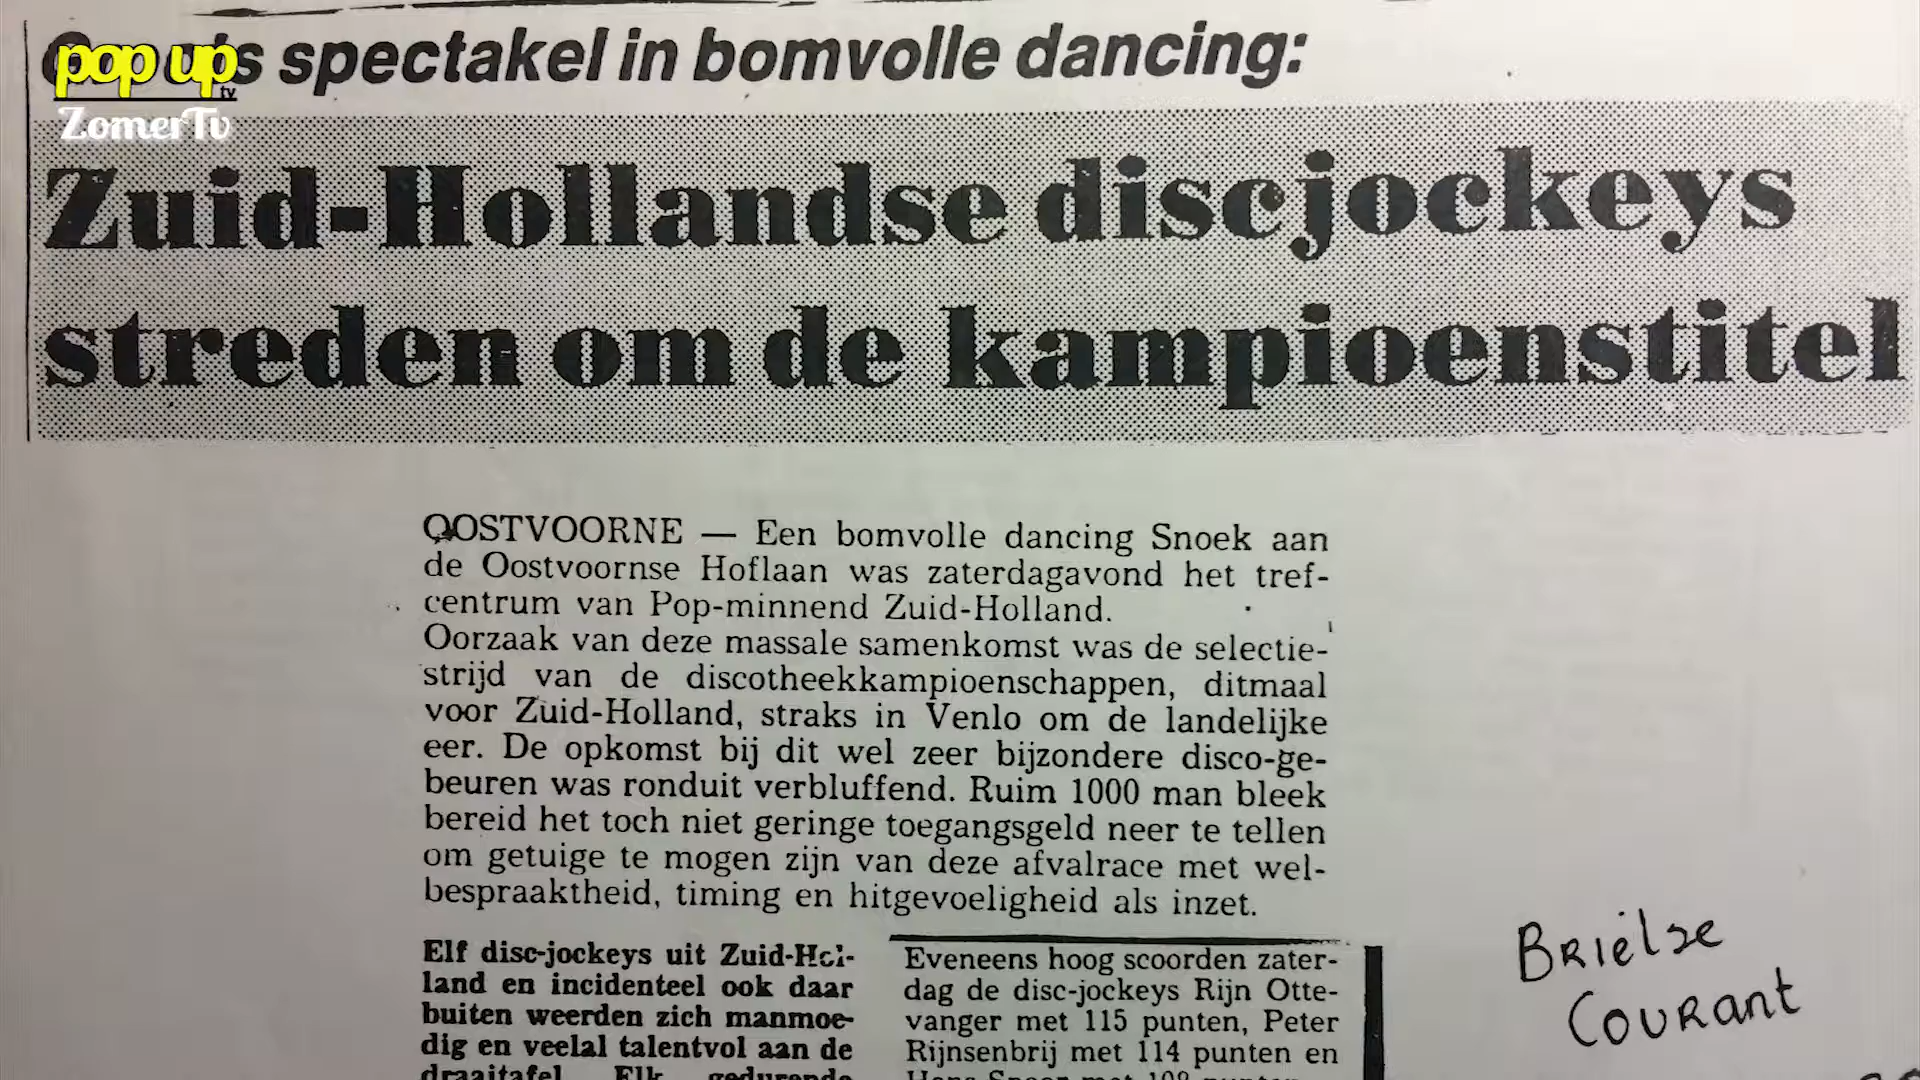 pop up
tv
ZomerTv
spectakel in bomvolle dancing:
Zuid-Hollandse discjockeys
streden om de kampioenstitel
OOSTVOORNE — Een bomvolle dancing Snoek aan
de Oostvoornse Hoflaan was zaterdagavond het tref-
centrum van Pop-minnend Zuid-Holland.
Oorzaak van deze massale samenkomst was de selectie-
strijd van de discotheekkampioenschappen, ditmaal
voor Zuid-Holland, straks in Venlo om de landelijke
eer. De opkomst bij dit wel zeer bijzondere disco-ge-
beuren was ronduit verbluffend. Ruim 1000 man bleek
bereid het toch niet geringe toegangsgeld neer te tellen
om getuige te mogen zijn van deze afvalrace met wel-
bespraaktheid, timing en hitgevoeligheid als inzet.
Elf disc-jockeys uit Zuid-Hol-
land en incidenteel ook daar
buiten weerden zich manmoe-
dig en veelal talentvol aan de
draaitafel. Elk gedurende
Eveneens hoog scoorden zater-
dag de disc-jockeys Rijn Otte-
vanger met 115 punten, Peter
Rijnsenbrij met 114 punten en
Brielse
Courant